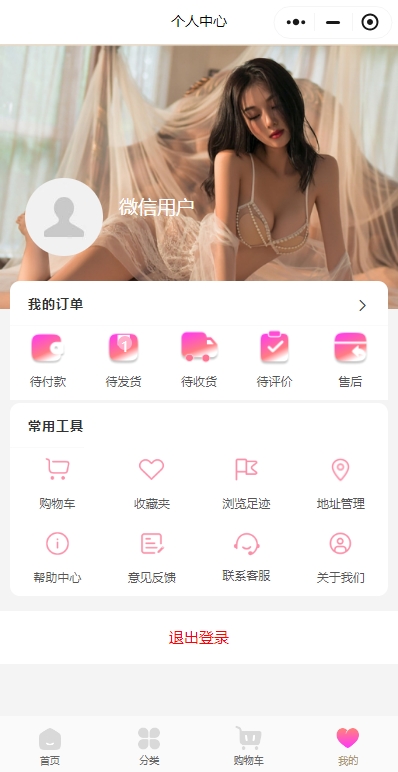 个人中心
微信用户
我的订单
1
待付款 待发货 待收货 待评价 售后
常用工具
购物车 收藏夹 浏览足迹 地址管理
帮助中心 意见反馈 联系客服 关于我们
退出登录
首页 分类 购物车 我的